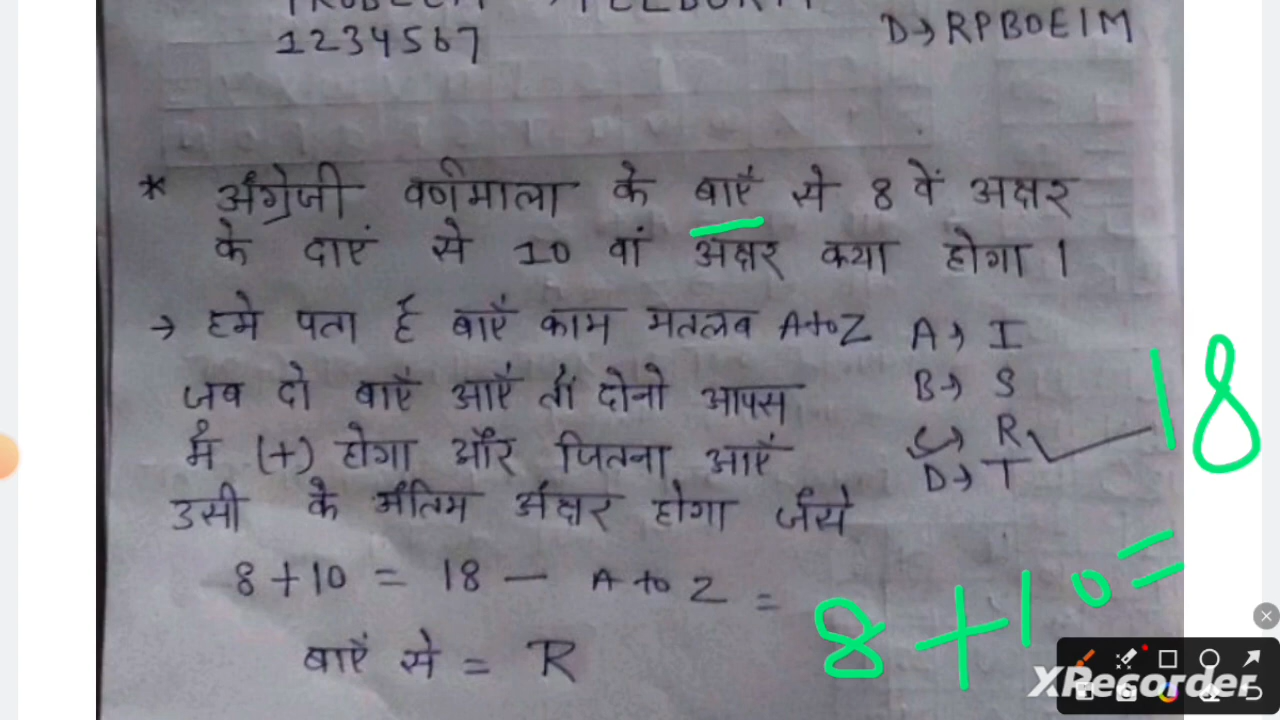 1234567
D→ RPBOEIM
* अंग्रेजी वर्णमाला के बाएँ से 8 वें अक्षर
के दाएं से 10 वां अक्षर क्या होगा।
→ हमे पता है बाएँ काम मतलब A to Z
जब दो बाएँ आएँ तो दोनो आपस
में (+) होगा और जितना आएँ
उसी के अंतिम अक्षर होगा जैसे
8 + 10 = 18 — A to Z =
बाएँ से = R
A→ I
B→ S
C→ R
D→ T
18
8 + 10 =
XRecorder